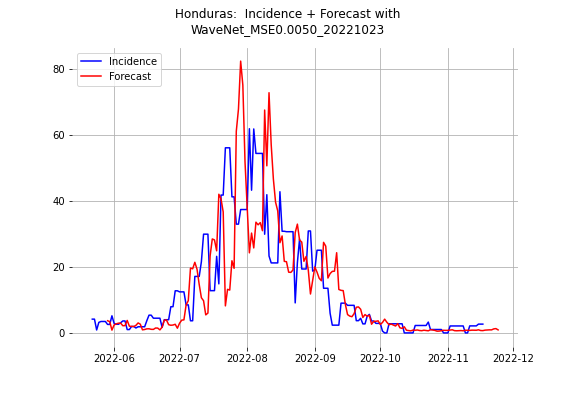 Honduras:  Incidence + Forecast with
WaveNet_MSE0.0050_20221023
Incidence
Forecast
80
60
40
20
0
2022-06 2022-07 2022-08 2022-09 2022-10 2022-11 2022-12